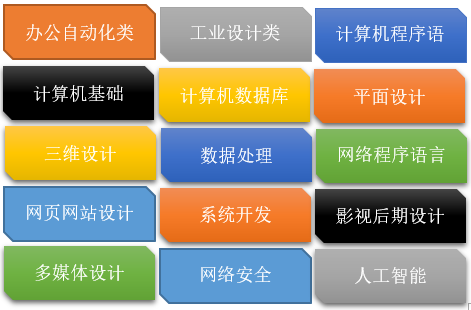 办公自动化类
工业设计类
计算机程序语
计算机基础
计算机数据库
平面设计
三维设计
数据处理
网络程序语言
网页网站设计
系统开发
影视后期设计
多媒体设计
网络安全
人工智能